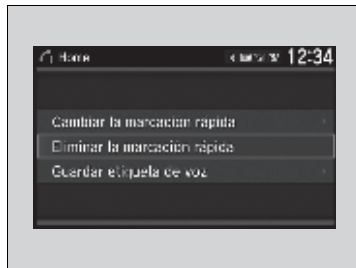 Home 12:34
Cambiar la marcación rápida
Eliminar la marcación rápida
Guardar etiqueta de voz